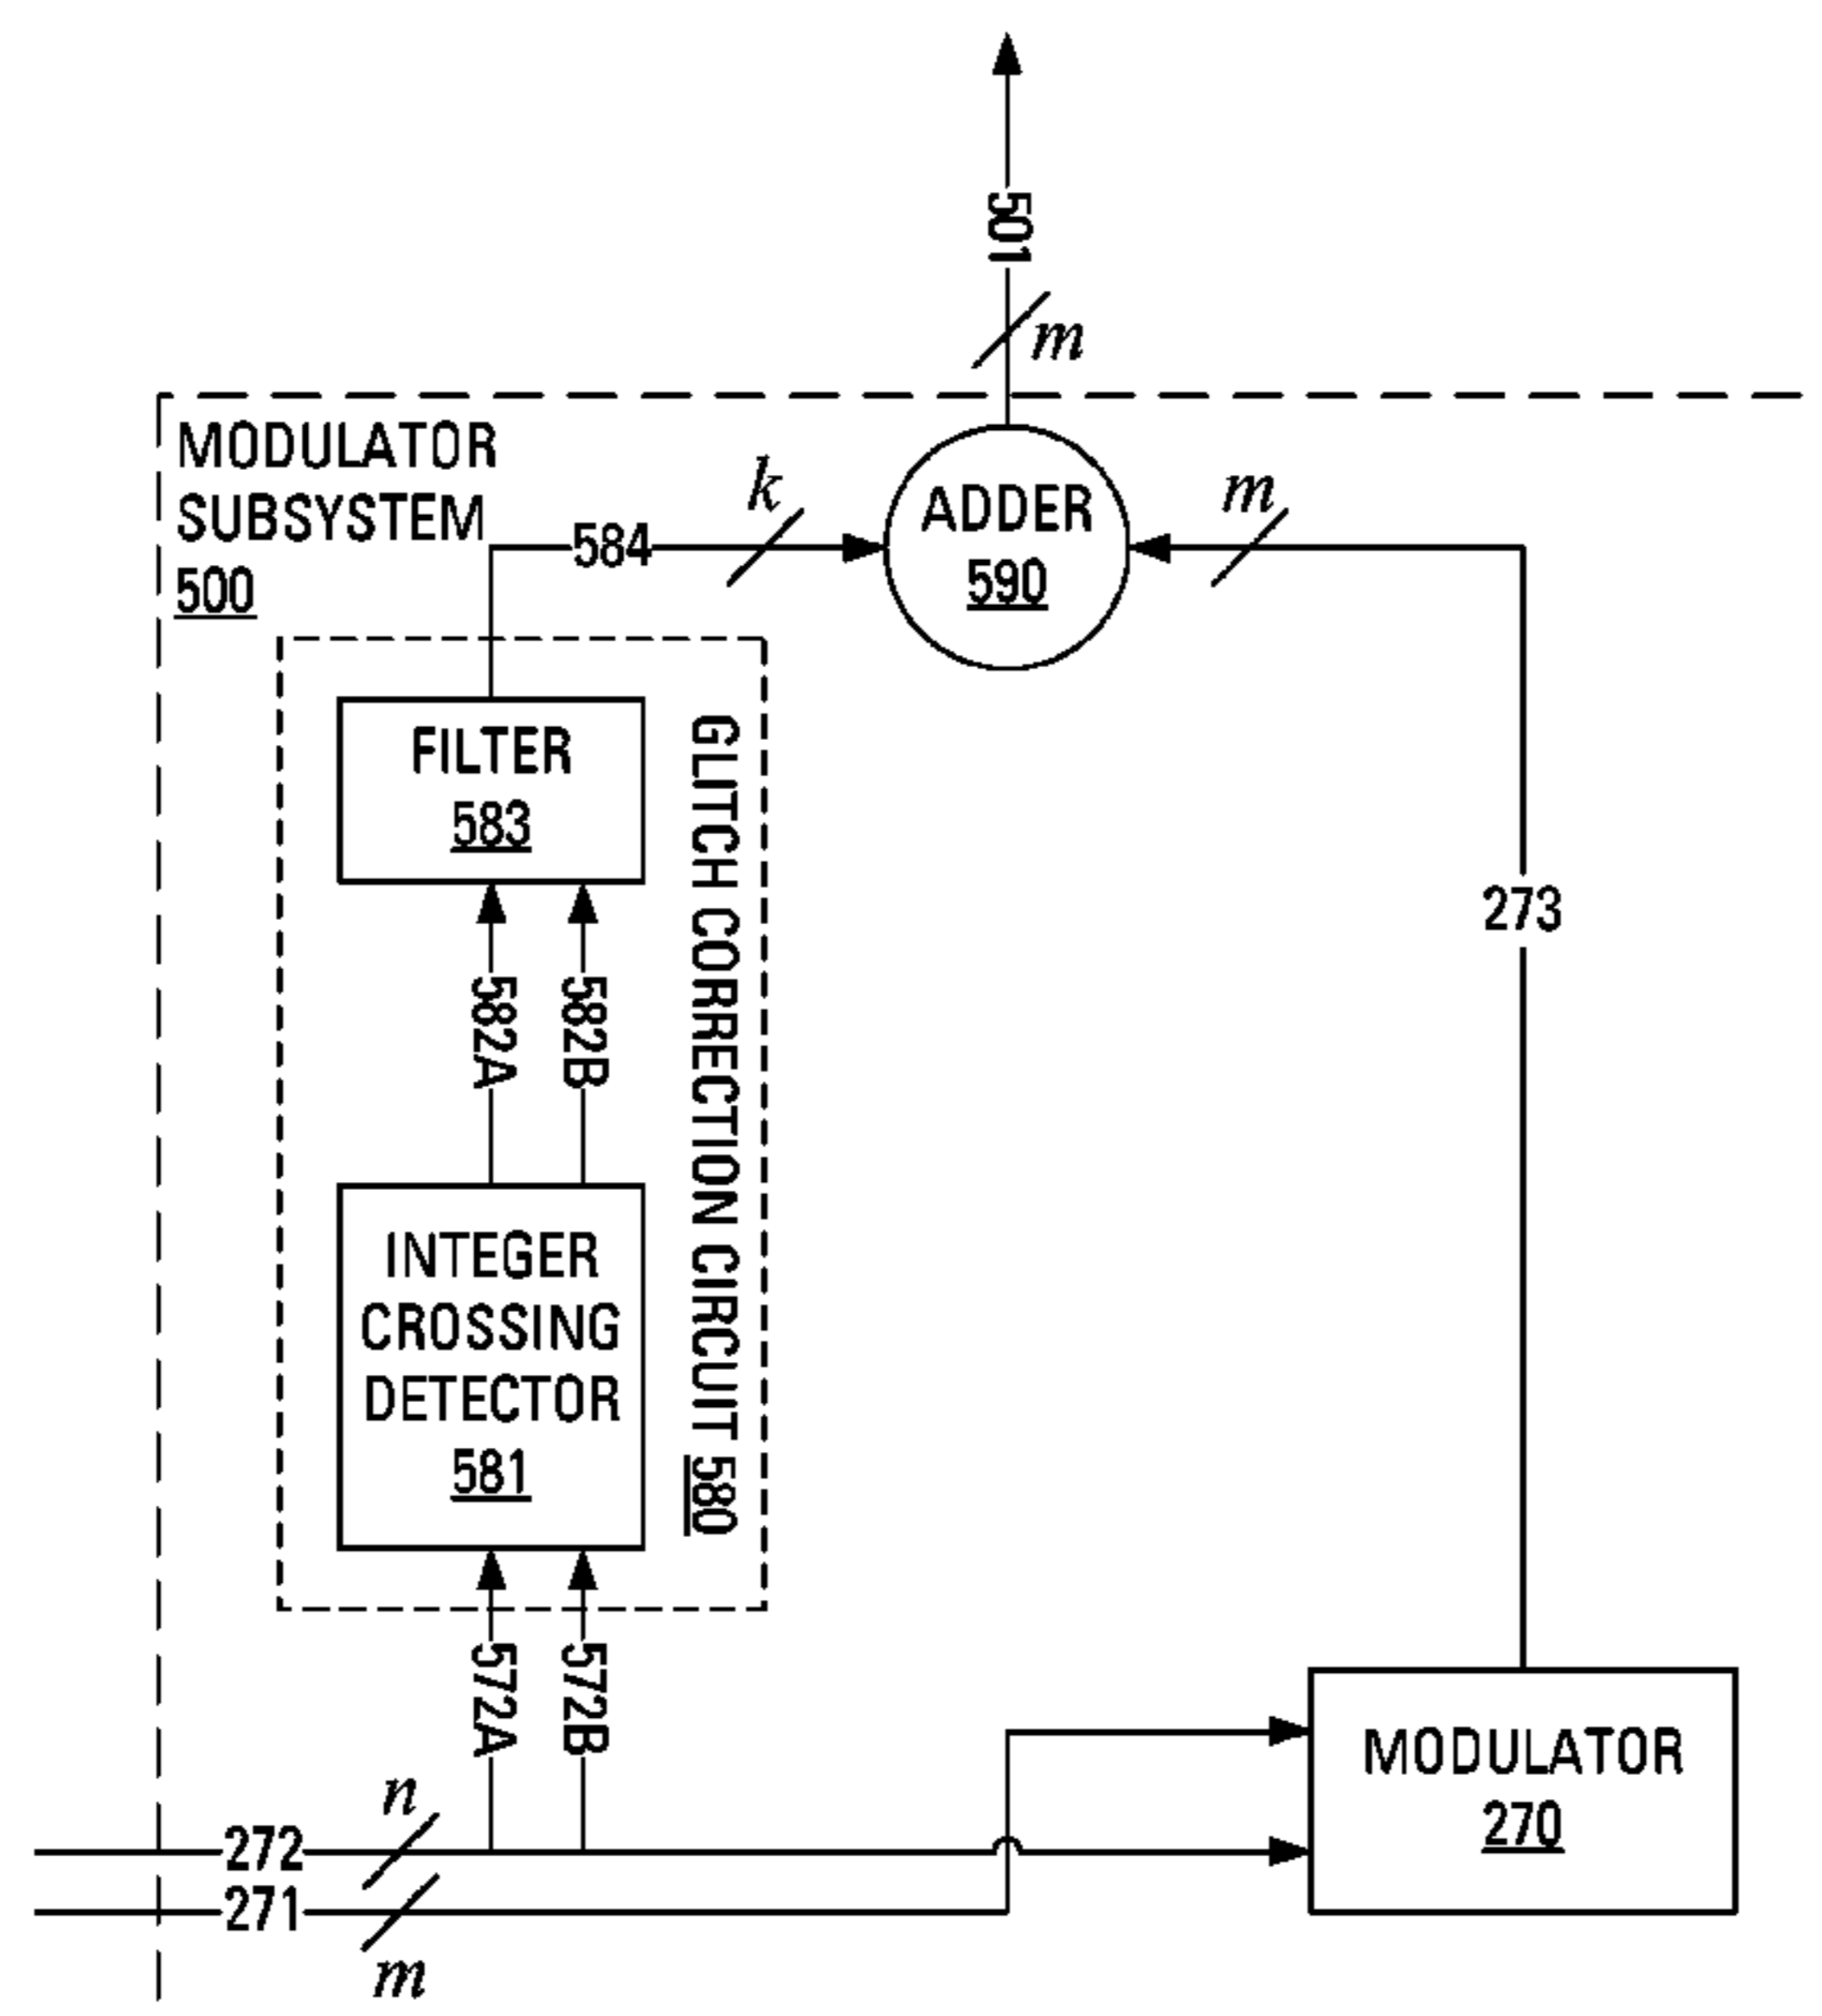 501
m
MODULATOR
SUBSYSTEM
500
k
584
ADDER
590
m
FILTER
583
GLITCH CORRECTION CIRCUIT 580
273
582A
582B
INTEGER
CROSSING
DETECTOR
581
572A
572B
MODULATOR
270
n
272
271
m